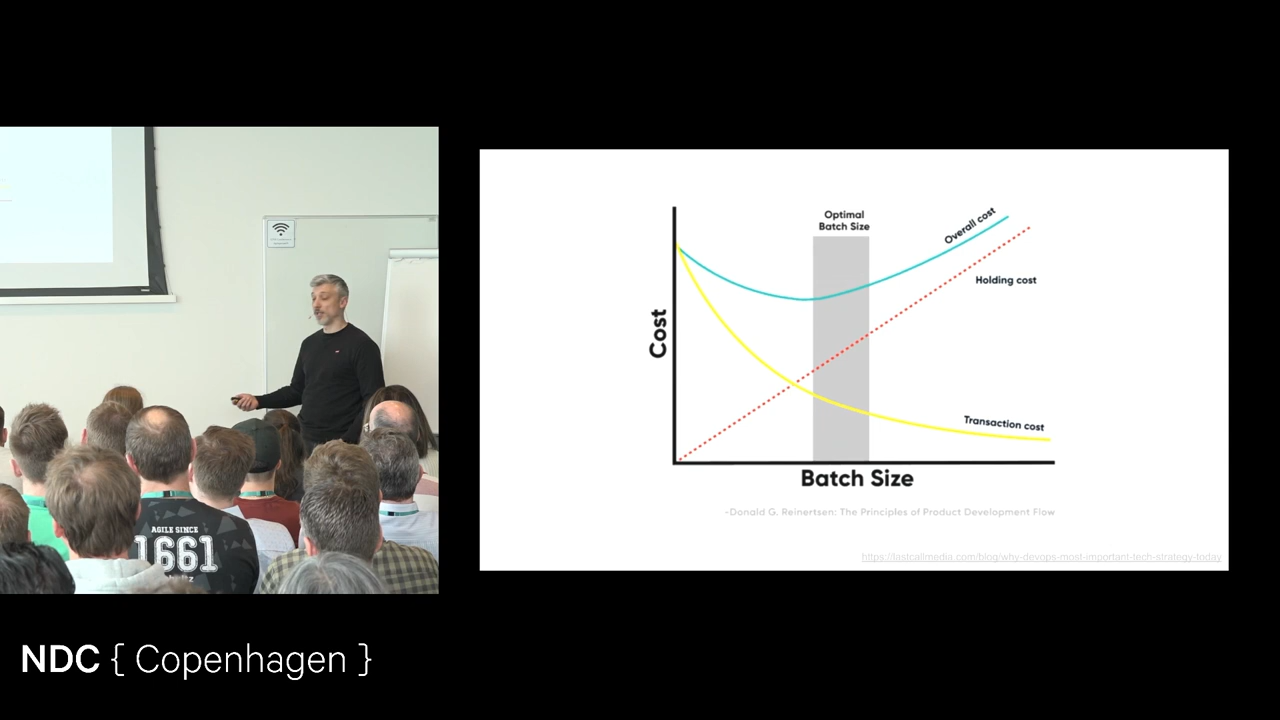 AGILE SINCE
1661
Optimal
Batch Size
Overall cost
Holding cost
Cost
Transaction cost
Batch Size
-Donald G. Reinertsen: The Principles of Product Development Flow
https://lastcallmedia.com/blog/why-devops-most-important-tech-strategy-today
NDC { Copenhagen }